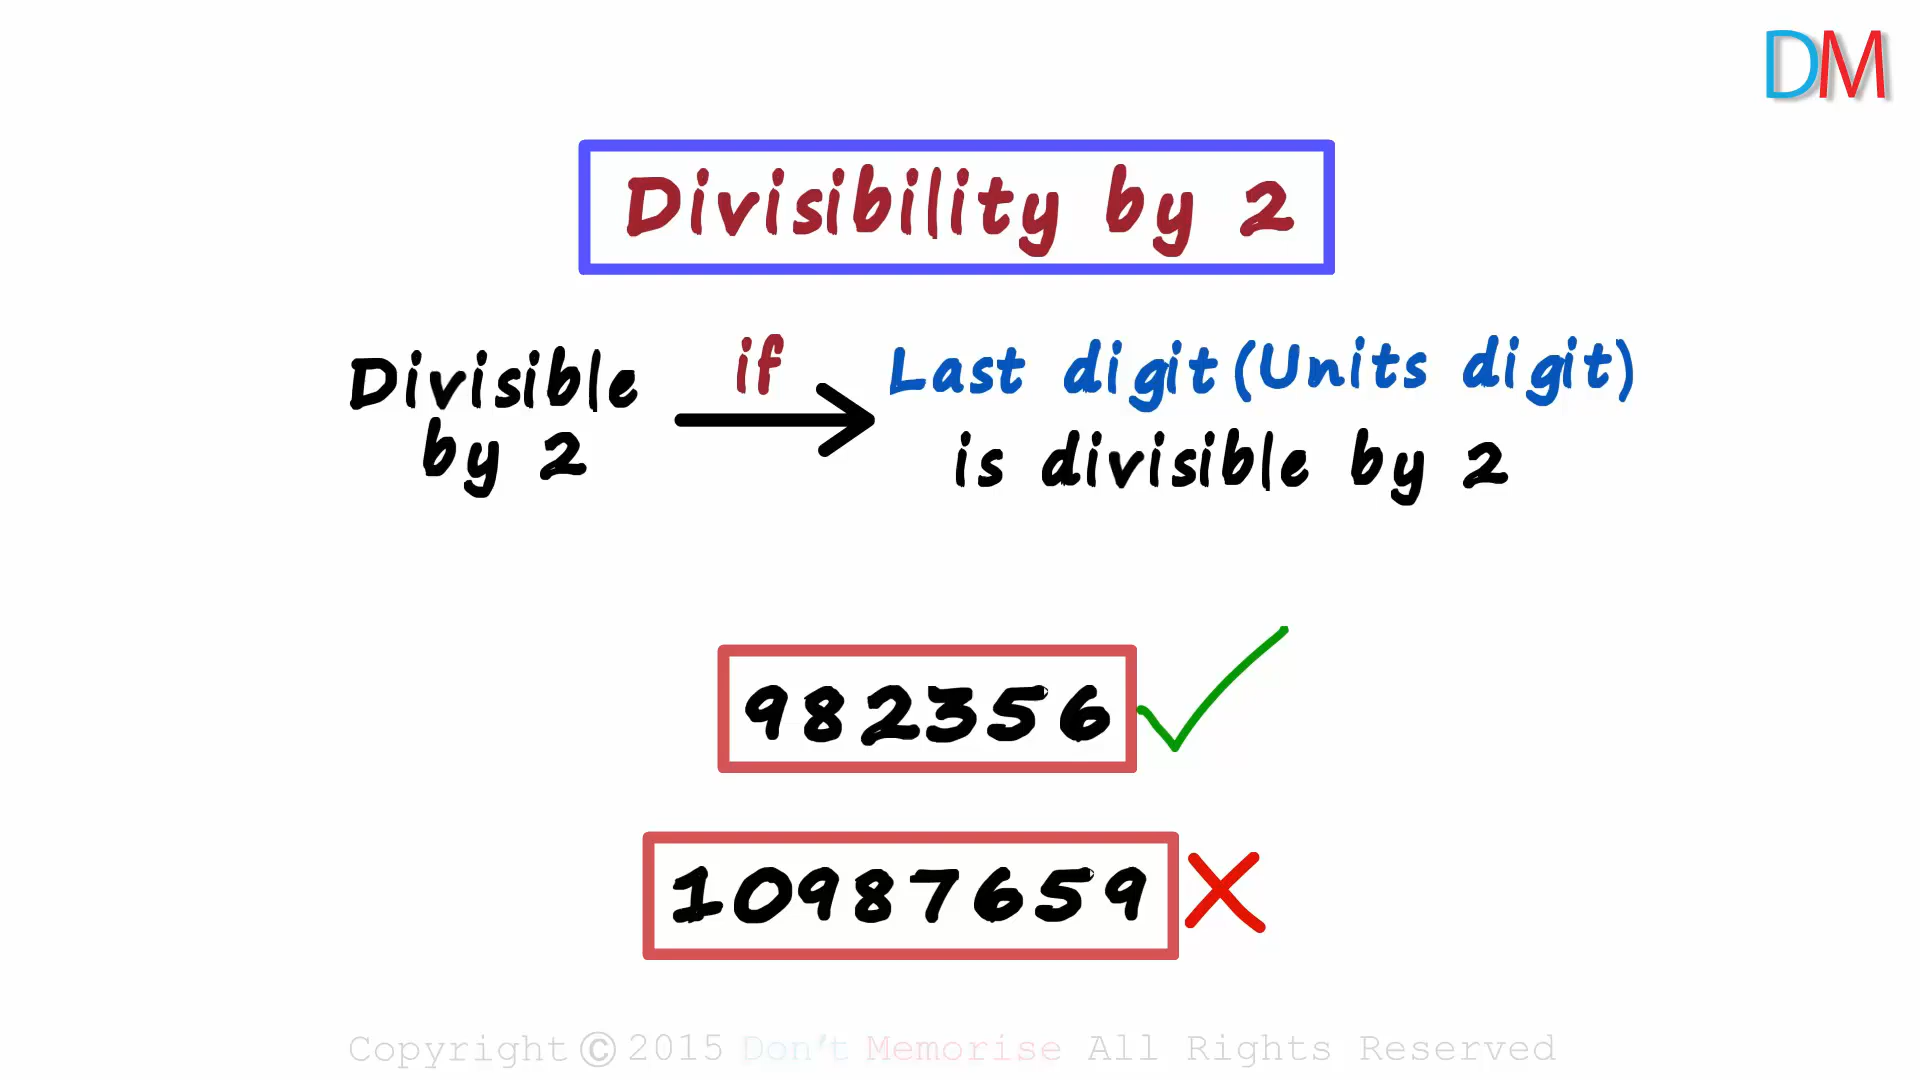 DM
Divisibility by 2
Divisible by 2
if
Last digit(Units digit)
is divisible by 2
982356
10987659
Copyright © 2015 Don't Memorise All Rights Reserved